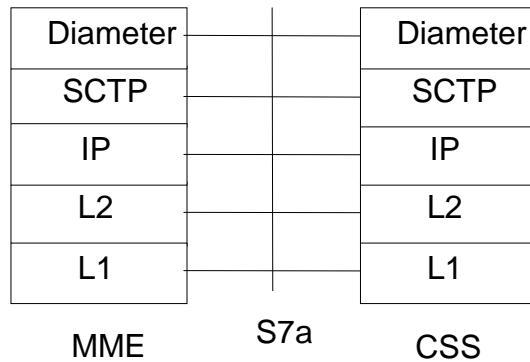 Diameter Diameter
SCTP SCTP
IP IP
L2 L2
L1 L1
MME S7a CSS